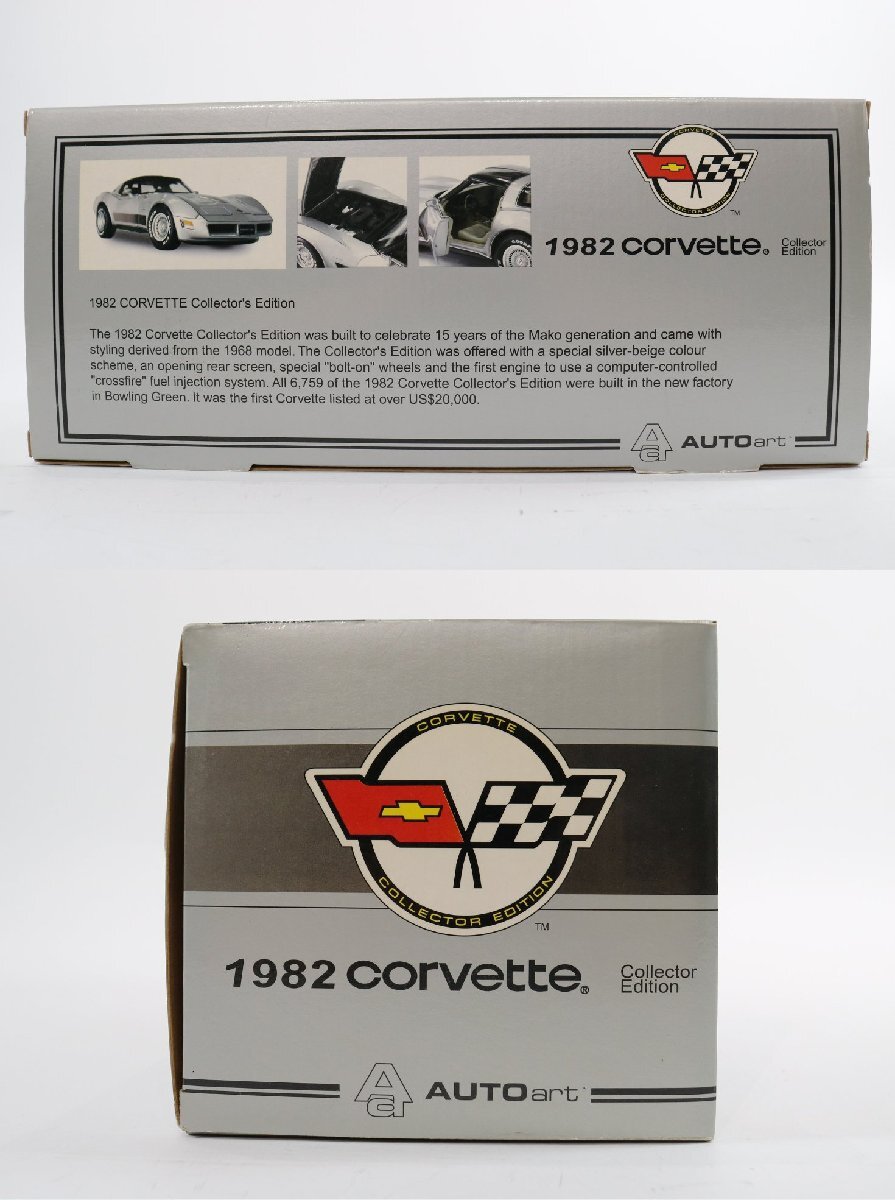 CORVETTE
COLLECTOR EDITION
TM
1982 corvette® Collector Edition
1982 CORVETTE Collector's Edition
The 1982 Corvette Collector's Edition was built to celebrate 15 years of the Mako generation and came with
styling derived from the 1968 model. The Collector's Edition was offered with a special silver-beige colour
scheme, an opening rear screen, special "bolt-on" wheels and the first engine to use a computer-controlled
"crossfire" fuel injection system. All 6,759 of the 1982 Corvette Collector's Edition were built in the new factory
in Bowling Green. It was the first Corvette listed at over US$20,000.
Aa AUTOart
CORVETTE
COLLECTOR EDITION
TM
1982 corvette® Collector Edition
Aa AUTOart